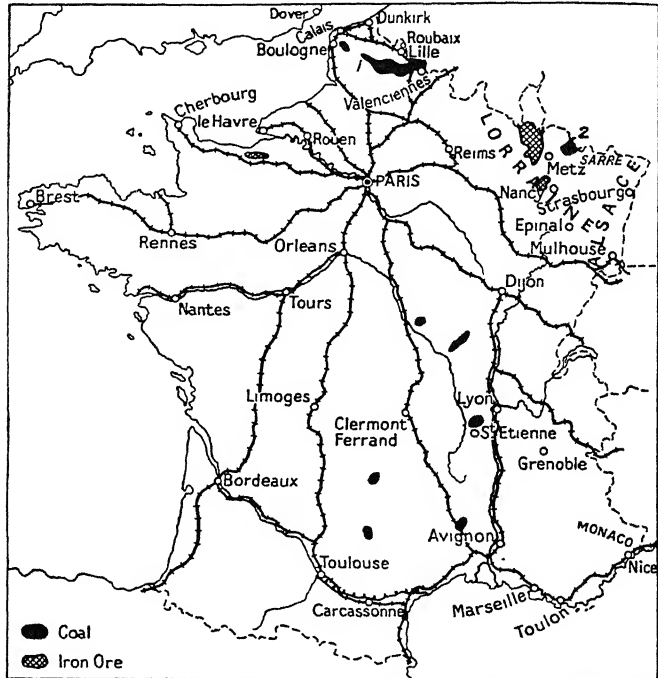 Dover
Dunkirk
Calais
Roubaix
Boulogne
Lille
1
Valenciennes
Cherbourg
le Havre
Rouen
Reims
LORRAINE
2
SARRE
Metz
Nancy
Strasbourg
ALSACE
Epinal
Mulhouse
PARIS
Brest
Rennes
Orleans
Dijon
Nantes
Tours
Limoges
Clermont
Ferrand
Lyon
St Etienne
Grenoble
Bordeaux
Avignon
MONACO
Nice
Toulouse
Carcassonne
Marseille
Toulon
Coal
Iron Ore